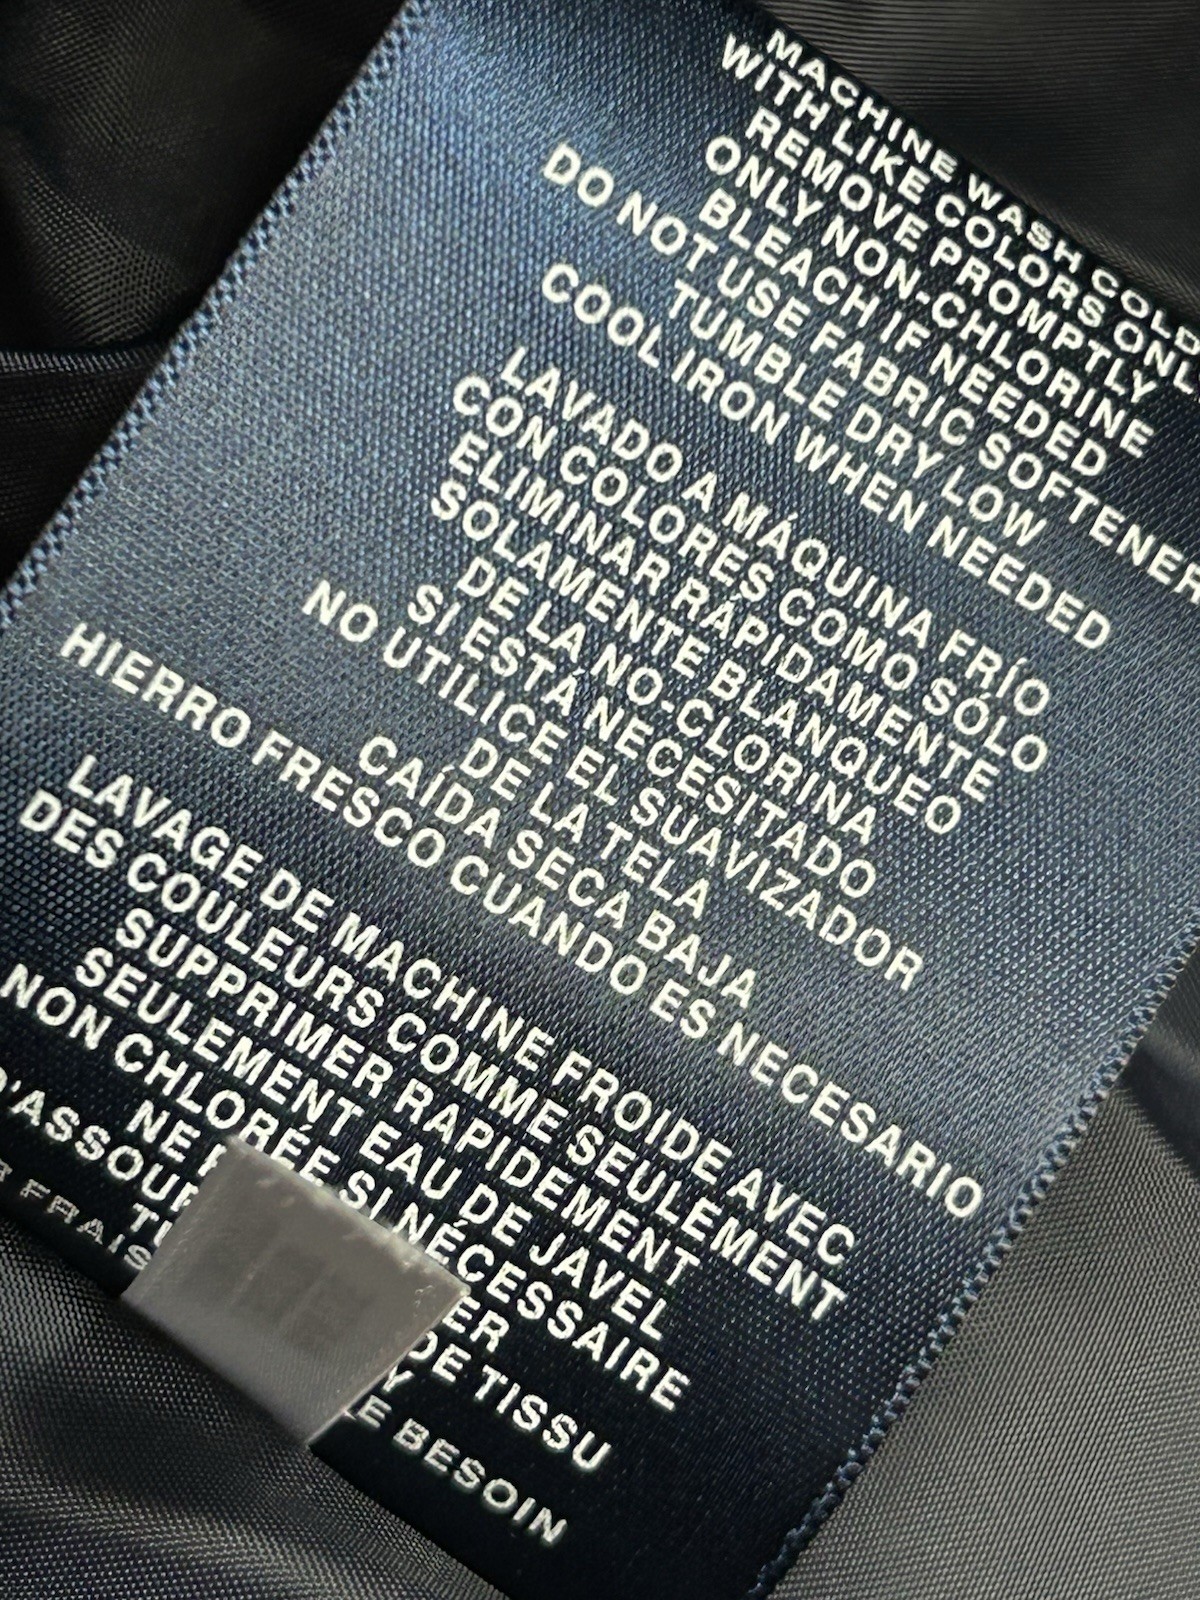 MACHINE WASH COLD
WITH LIKE COLORS ONLY
REMOVE PROMPTLY
ONLY NON-CHLORINE
BLEACH IF NEEDED
DO NOT USE FABRIC SOFTENER
TUMBLE DRY LOW
COOL IRON WHEN NEEDED
LAVADO A MÁQUINA FRÍO
CON COLORES COMO SÓLO
ELIMINAR RÁPIDAMENTE
SOLAMENTE BLANQUEO
DE LA NO-CLORINA
SI ESTÁ NECESITADO
NO UTILICE EL SUAVIZADOR
DE LA TELA
CAÍDA SECA BAJA
HIERRO FRESCO CUANDO ES NECESARIO
LAVAGE DE MACHINE FROIDE AVEC
DES COULEURS COMME SEULEMENT
SUPPRIMER RAPIDEMENT
SEULEMENT EAU DE JAVEL
NON CHLORÉE SI NÉCESSAIRE
NE
DE TISSU
FRAIS BESOIN